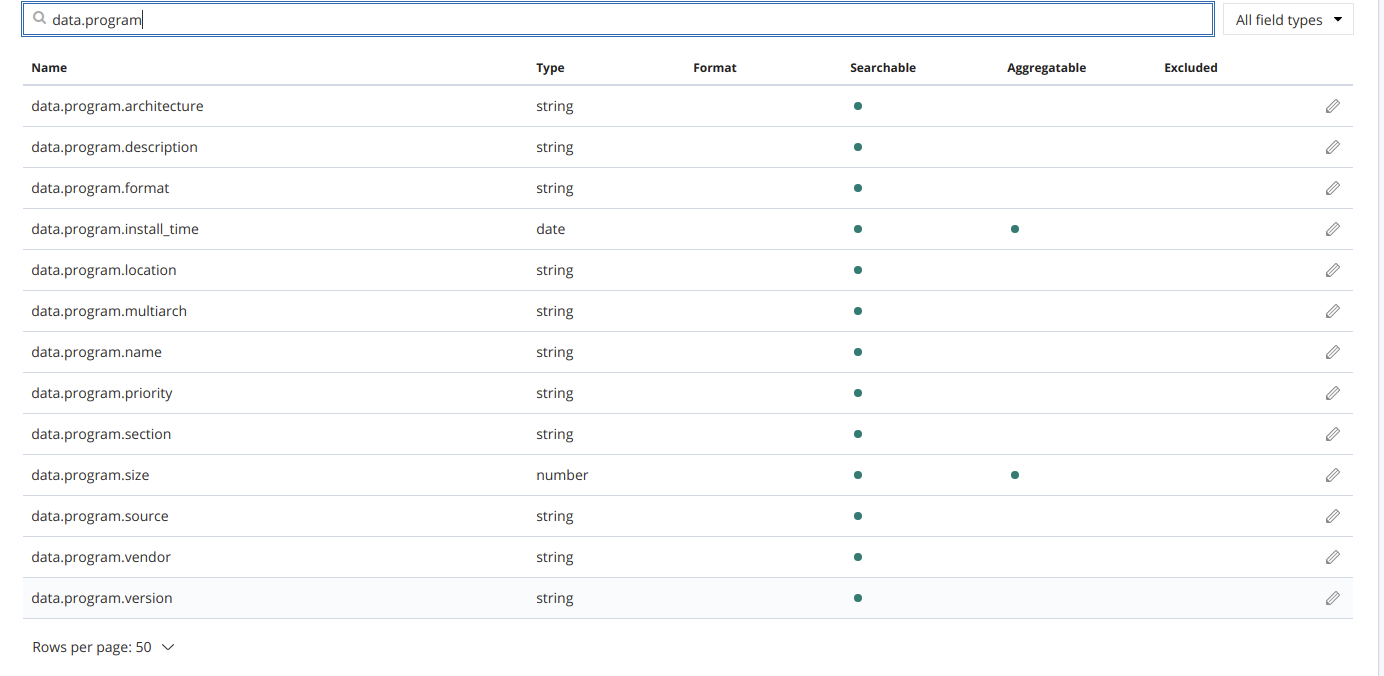 data.program All field types
Name Type Format Searchable Aggregatable Excluded
data.program.architecture string
data.program.description string
data.program.format string
data.program.install_time date
data.program.location string
data.program.multiarch string
data.program.name string
data.program.priority string
data.program.section string
data.program.size number
data.program.source string
data.program.vendor string
data.program.version string
Rows per page: 50